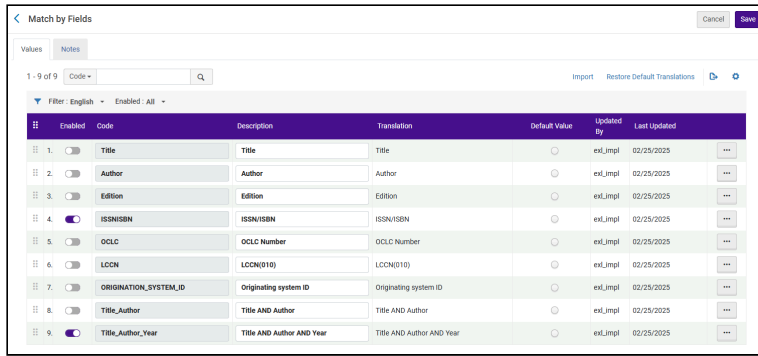 Match by Fields
Cancel
Save
Values
Notes
1 - 9 of 9 Code
Import Restore Default Translations
Filter : English Enabled : All
Enabled Code Description Translation Default Value Updated By Last Updated
1. Title Title Title exl_impl 02/25/2025
2. Author Author Author exl_impl 02/25/2025
3. Edition Edition Edition exl_impl 02/25/2025
4. ISSNISBN ISSN/ISBN ISSN/ISBN exl_impl 02/25/2025
5. OCLC OCLC Number OCLC Number exl_impl 02/25/2025
6. LCCN LCCN(010) LCCN(010) exl_impl 02/25/2025
7. ORIGINATION_SYSTEM_ID Originating system ID Originating system ID exl_impl 02/25/2025
8. Title_Author Title AND Author Title AND Author exl_impl 02/25/2025
9. Title_Author_Year Title AND Author AND Year Title AND Author AND Year exl_impl 02/25/2025